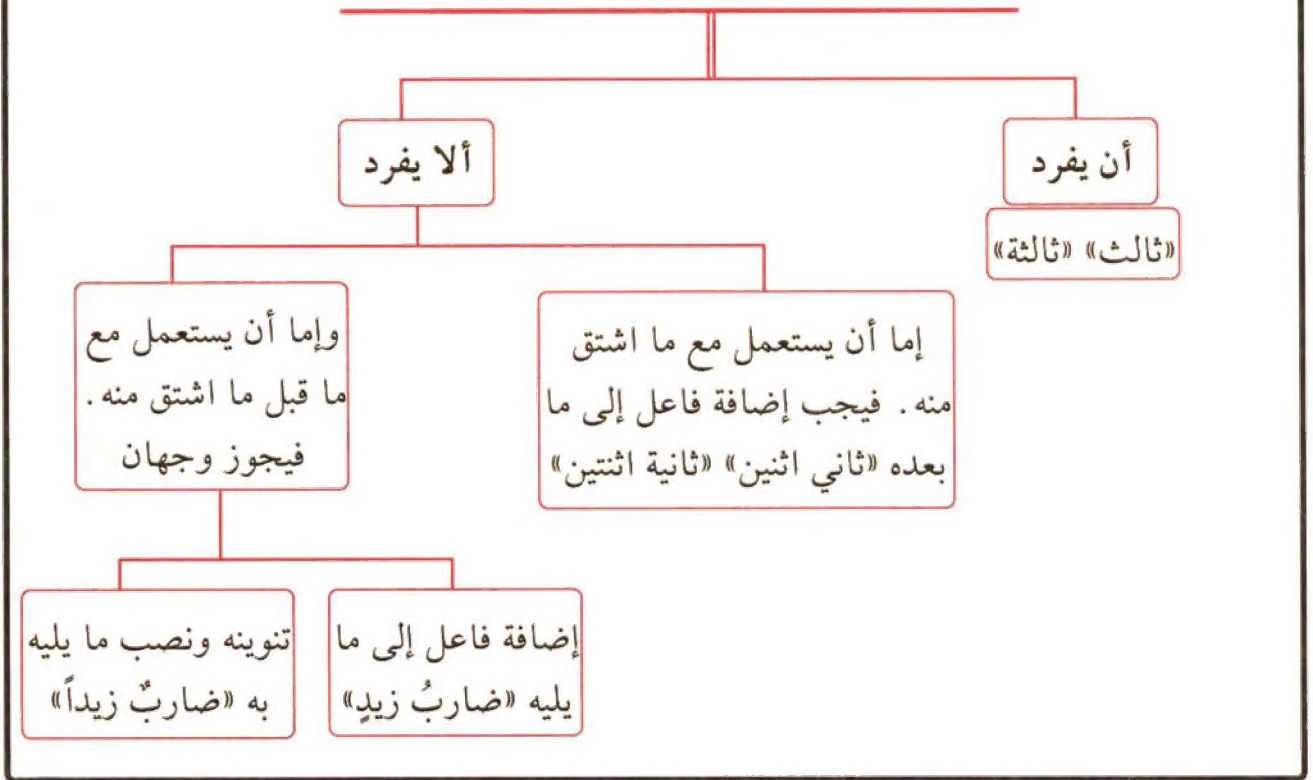 أن يفرد
«ثالث» «ثالثة»
ألا يفرد
إما أن يستعمل مع ما اشتق
منه. فيجب إضافة فاعل إلى ما
بعده «ثاني اثنين» «ثانية اثنتين»
وإما أن يستعمل مع
ما قبل ما اشتق منه.
فيجوز وجهان
إضافة فاعل إلى ما
يليه «ضاربُ زيدٍ»
تنوينه ونصب ما يليه
به «ضاربٌ زيداً»